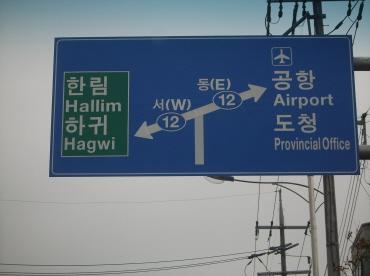 한림
Hallim
하귀
Hagwi
서(W)
12
동(E)
12
공항
Airport
도청
Provincial Office